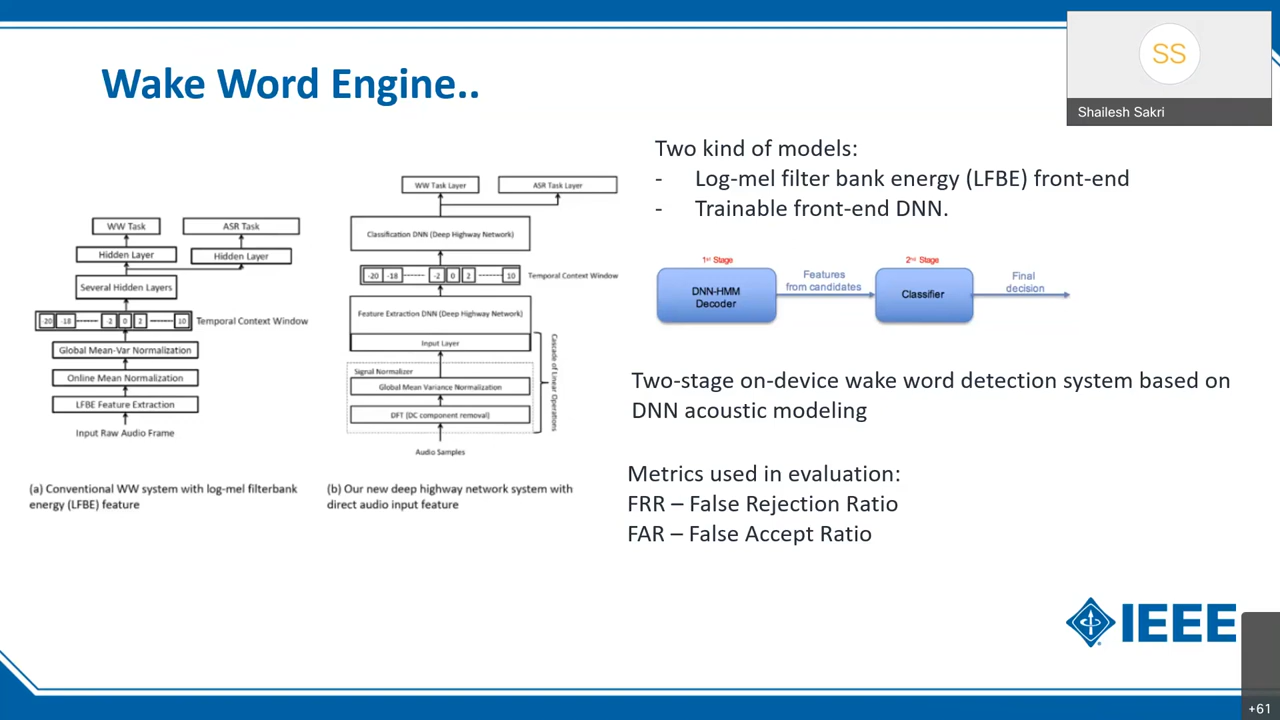 Wake Word Engine..
SS
Shailesh Sakri
WW Task
ASR Task
Hidden Layer
Hidden Layer
Several Hidden Layers
-20 -18 ------ -2 0 2 ------ 10
Temporal Context Window
Global Mean-Var Normalization
Online Mean Normalization
LFBE Feature Extraction
Input Raw Audio Frame
(a) Conventional WW system with log-mel filterbank
energy (LFBE) feature
WW Task Layer
ASR Task Layer
Classification DNN (Deep Highway Network)
-20 -18 ------ -2 0 2 ------ 10
Temporal Context Window
Feature Extraction DNN (Deep Highway Network)
Input Layer
Signal Normalizer
Global Mean Variance Normalization
DFT (DC component removal)
Cascade of Linear Operations
Audio Samples
(b) Our new deep highway network system with
direct audio input feature
Two kind of models:
- Log-mel filter bank energy (LFBE) front-end
- Trainable front-end DNN.
1st Stage
DNN-HMM
Decoder
Features
from candidates
2nd Stage
Classifier
Final
decision
Two-stage on-device wake word detection system based on
DNN acoustic modeling
Metrics used in evaluation:
FRR – False Rejection Ratio
FAR – False Accept Ratio
IEEE
+61